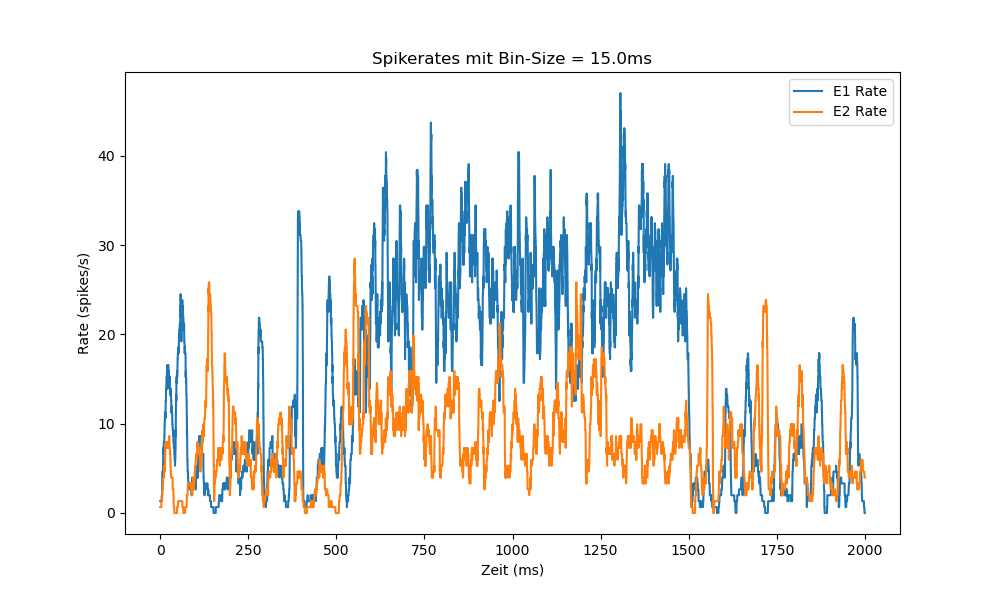 Spikerates mit Bin-Size = 15.0ms
E1 Rate
E2 Rate
Rate (spikes/s)
40
30
20
10
0
0 250 500 750 1000 1250 1500 1750 2000
Zeit (ms)